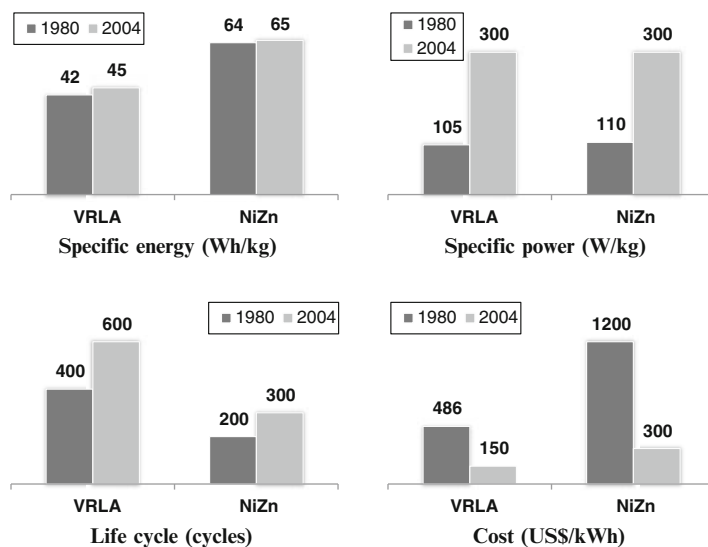 1980 2004
42
45
64
65
VRLA
NiZn
Specific energy (Wh/kg)
1980
2004
105
300
110
300
VRLA
NiZn
Specific power (W/kg)
1980 2004
400
600
200
300
VRLA
NiZn
Life cycle (cycles)
1980 2004
486
150
1200
300
VRLA
NiZn
Cost (US$/kWh)